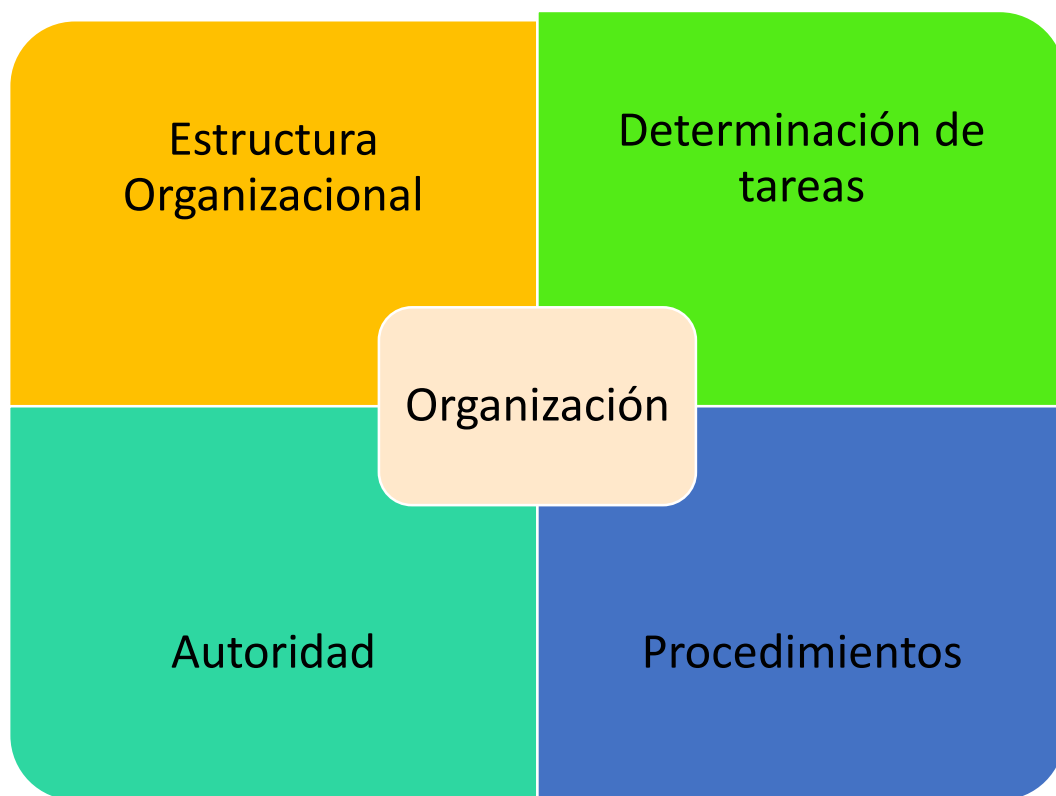 Estructura
Organizacional
Determinación de
tareas
Organización
Autoridad
Procedimientos